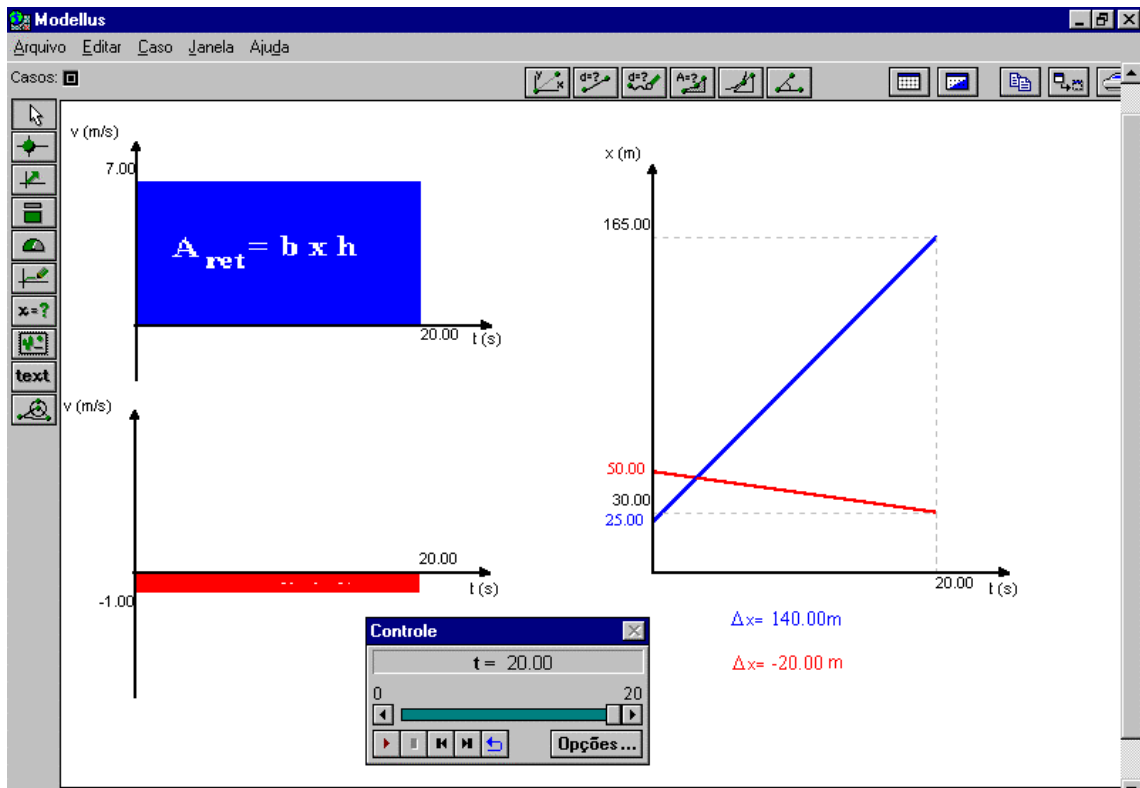 Modellus
Arquivo Editar Caso Janela Ajuda
Casos:
y x d=? d=? A=?
x=?
text
v (m/s)
7.00
A ret = b x h
20.00 t (s)
v (m/s)
20.00
t (s)
-1.00
x (m)
165.00
50.00
30.00
25.00
20.00 t (s)
Δx= 140.00m
Δx= -20.00 m
Controle
t = 20.00
0 20
Opções...